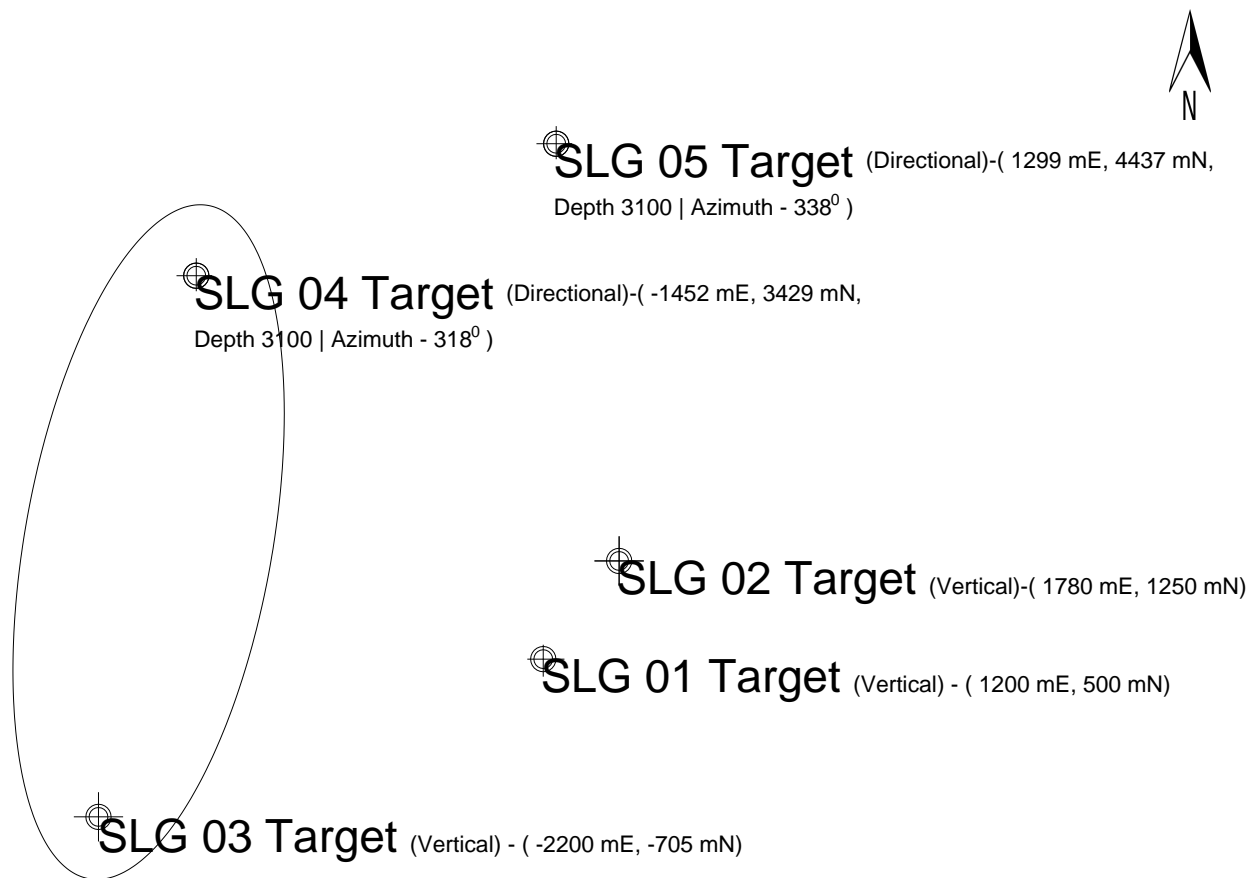 N
SLG 05 Target (Directional)-( 1299 mE, 4437 mN,
Depth 3100 | Azimuth - 338⁰ )
SLG 04 Target (Directional)-( -1452 mE, 3429 mN,
Depth 3100 | Azimuth - 318⁰ )
SLG 02 Target (Vertical)-( 1780 mE, 1250 mN)
SLG 01 Target (Vertical) - ( 1200 mE, 500 mN)
SLG 03 Target (Vertical) - ( -2200 mE, -705 mN)